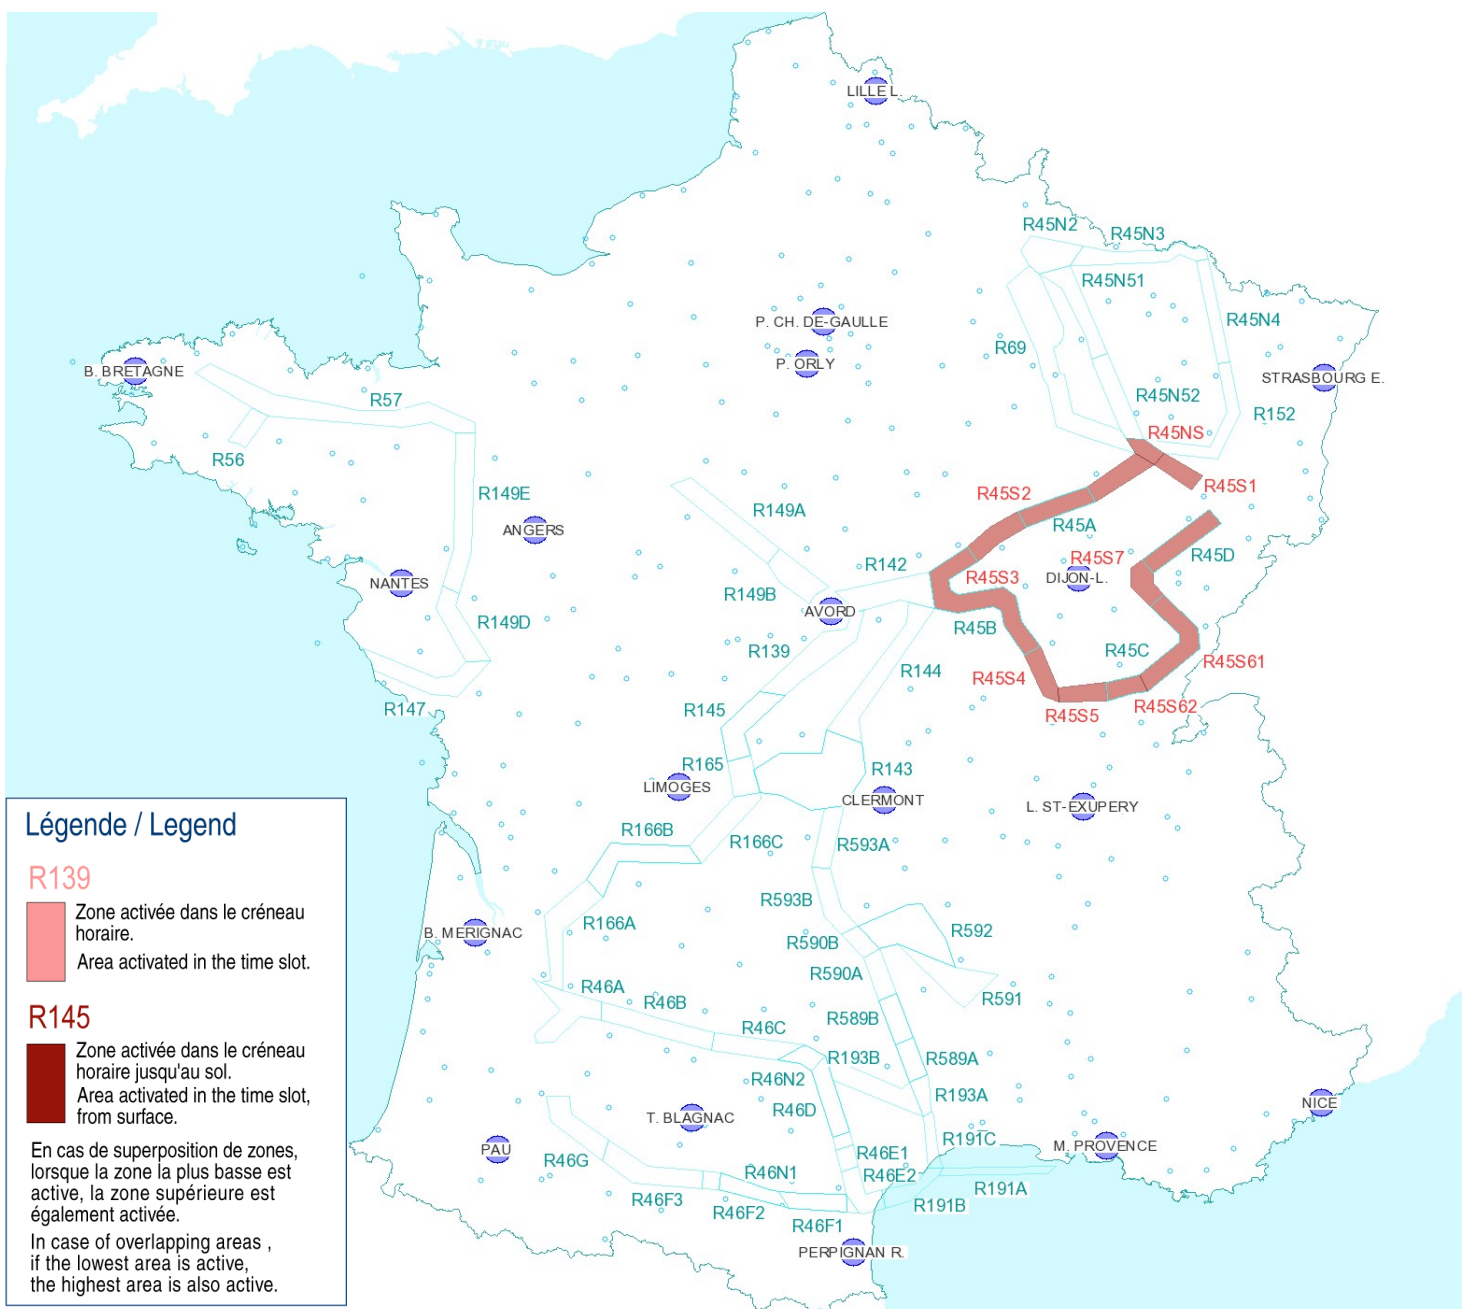 LILLE L.
R45N2
R45N3
R45N51
P. CH. DE-GAULLE
R45N4
R69
P. ORLY
B. BRETAGNE
STRASBOURG E.
R57
R45N52
R152
R45NS
R56
R45S1
R149E
R45S2
R149A
R45A
ANGERS
R45S7
R45D
R142
R45S3
DIJON-L.
NANTES
R149B
AVORD
R149D
R45B
R139
R45C
R45S61
R144
R45S4
R145
R147
R45S5
R45S62
R165
R143
LIMOGES
CLERMONT
L. ST-EXUPERY
R166B
R166C
R593A
R593B
R166A
B. MERIGNAC
R590B
R592
R590A
R46A
R46B
R591
R46C
R589B
R193B
R589A
R46N2
R193A
R46D
T. BLAGNAC
NICE
R191C
M. PROVENCE
PAU
R46G
R46E1
R46N1
R46E2
R191A
R46F3
R46F2
R46F1
R191B
PERPIGNAN R.
Légende / Legend
R139
Zone activée dans le créneau
horaire.
Area activated in the time slot.
R145
Zone activée dans le créneau
horaire jusqu'au sol.
Area activated in the time slot,
from surface.
En cas de superposition de zones,
lorsque la zone la plus basse est
active, la zone supérieure est
également activée.
In case of overlapping areas ,
if the lowest area is active,
the highest area is also active.